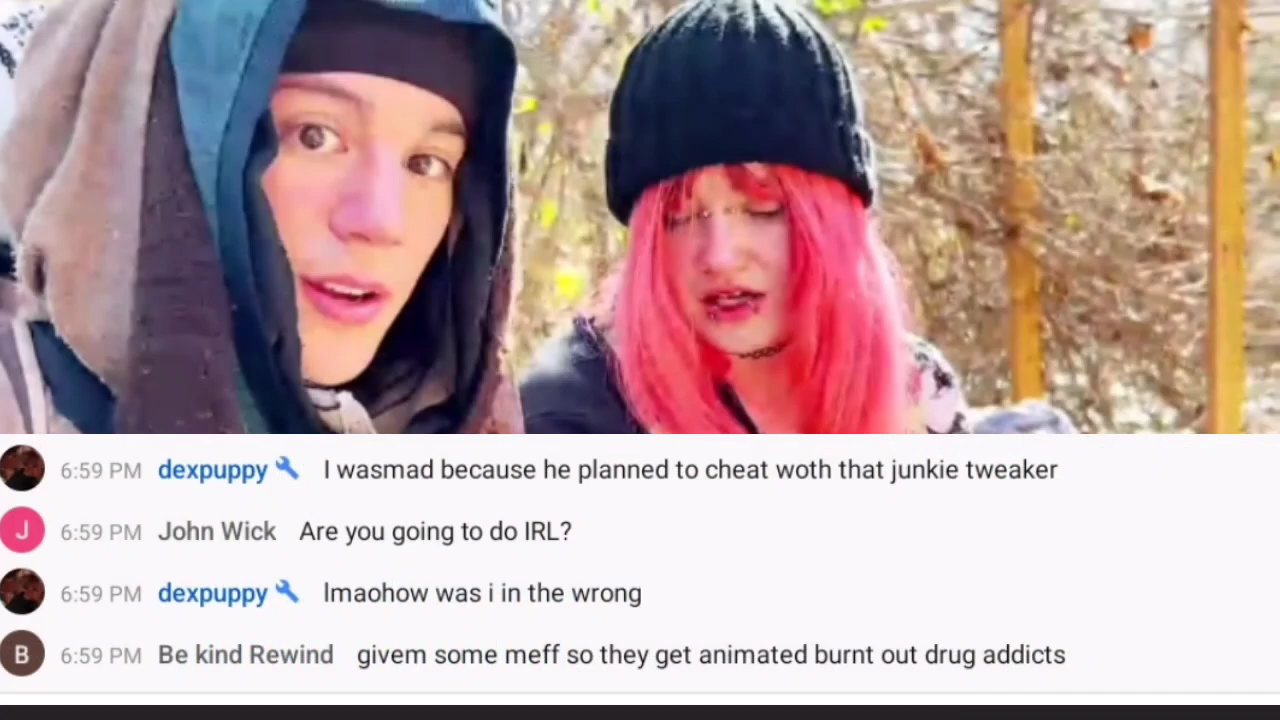 6:59 PM dexpuppy I wasmad because he planned to cheat woth that junkie tweaker
J 6:59 PM John Wick Are you going to do IRL?
6:59 PM dexpuppy lmaohow was i in the wrong
B 6:59 PM Be kind Rewind givem some meff so they get animated burnt out drug addicts